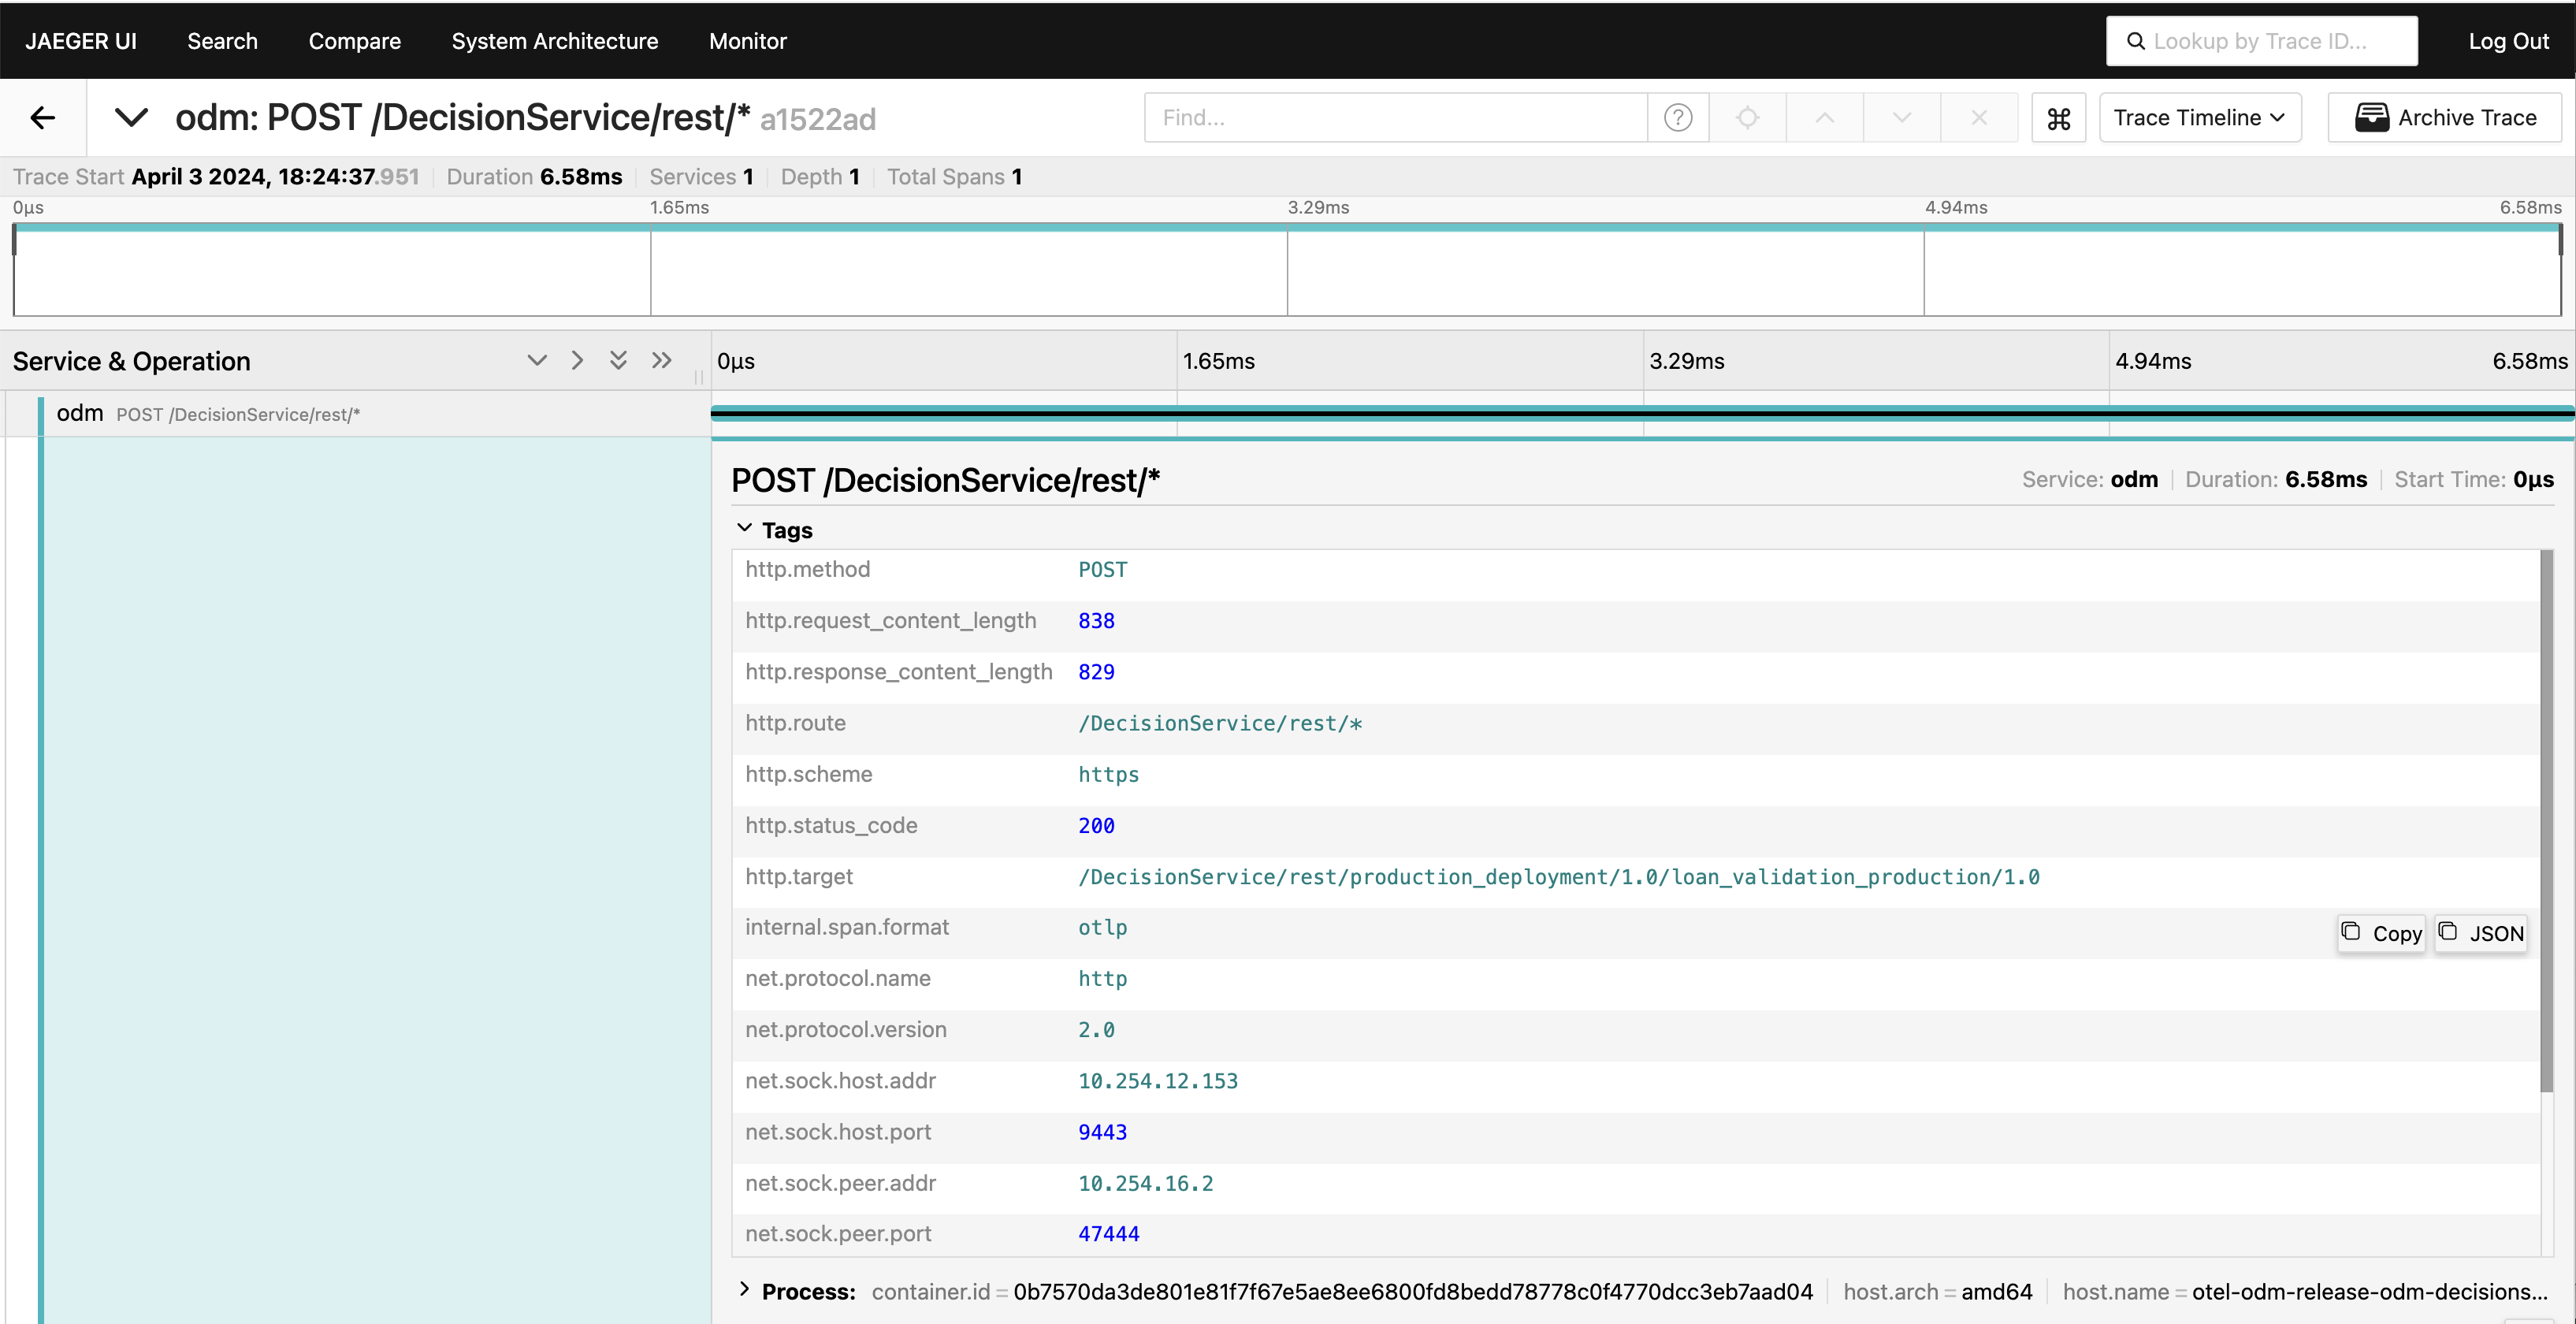 JAEGER UI Search Compare System Architecture Monitor Lookup by Trace ID... Log Out
odm: POST /DecisionService/rest/* a1522ad Find... Trace Timeline Archive Trace
Trace Start April 3 2024, 18:24:37.951 Duration 6.58ms Services 1 Depth 1 Total Spans 1
0μs 1.65ms 3.29ms 4.94ms 6.58ms
Service & Operation 0μs 1.65ms 3.29ms 4.94ms 6.58ms
odm POST /DecisionService/rest/*
POST /DecisionService/rest/* Service: odm Duration: 6.58ms Start Time: 0μs
Tags
http.method POST
http.request_content_length 838
http.response_content_length 829
http.route /DecisionService/rest/*
http.scheme https
http.status_code 200
http.target /DecisionService/rest/production_deployment/1.0/loan_validation_production/1.0
internal.span.format otlp Copy JSON
net.protocol.name http
net.protocol.version 2.0
net.sock.host.addr 10.254.12.153
net.sock.host.port 9443
net.sock.peer.addr 10.254.16.2
net.sock.peer.port 47444
Process: container.id = 0b7570da3de801e81f7f67e5ae8ee6800fd8bedd78778c0f4770dcc3eb7aad04 host.arch = amd64 host.name = otel-odm-release-odm-decisions...